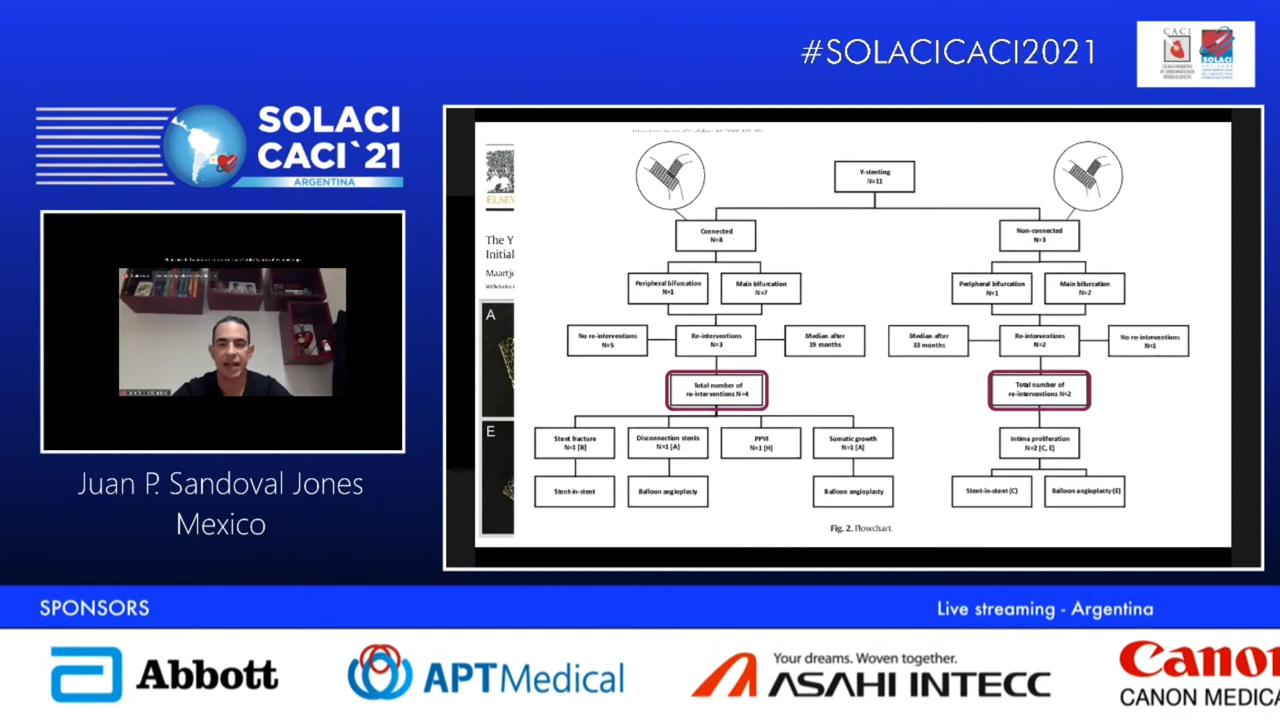 #SOLACICACI2021
CACI
SOLACI
SOLACI
CACI`21
ARGENTINA
Juan P. Sandoval Jones
Mexico
ELSEV
The Y
Initial
Maartje
A
E
Y-stenting
N=11
Connected
N=8
Non-connected
N=3
Peripheral bifurcation
N=1
Main bifurcation
N=7
Peripheral bifurcation
N=1
Main bifurcation
N=2
No re-interventions
N=5
Re-interventions
N=3
Median after
19 months
Median after
33 months
Re-interventions
N=2
No re-interventions
N=1
Total number of
re-interventions N=4
Total number of
re-interventions N=2
Stent fracture
N=1 [B]
Disconnection stents
N=1 [A]
PPVI
N=1 [H]
Somatic growth
N=1 [A]
Intima proliferation
N=2 [C, E]
Stent-in-stent
Balloon angioplasty
Balloon angioplasty
Stent-in-stent (C)
Balloon angioplasty (E)
Fig. 2. Flowchart.
SPONSORS
Live streaming - Argentina
Abbott
APTMedical
Your dreams. Woven together.
ASAHI INTECC
Canon
CANON MEDICA